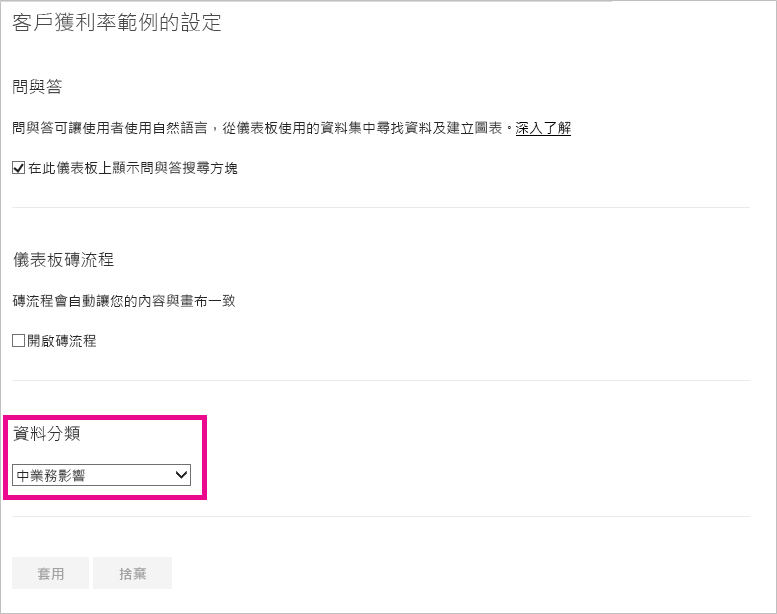 客戶獲利率範例的設定
問與答
問與答可讓使用者使用自然語言，從儀表板使用的資料集中尋找資料及建立圖表。深入了解
在此儀表板上顯示問與答搜尋方塊
儀表板磚流程
磚流程會自動讓您的內容與畫布一致
開啟磚流程
資料分類
中業務影響
套用 捨棄